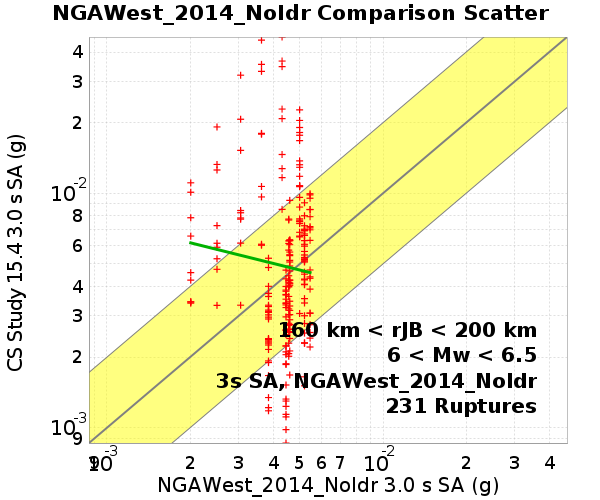 NGAWest_2014_NoIdr Comparison Scatter
4
3
2
10-2
8
6
4
3
2
10-3
9
CS Study 15.4 3.0 s SA (g)
160 km < rJB < 200 km
6 < Mw < 6.5
3s SA, NGAWest_2014_NoIdr
231 Ruptures
9 10-3 2 3 4 5 6 7 10-2 2 3 4
NGAWest_2014_NoIdr 3.0 s SA (g)